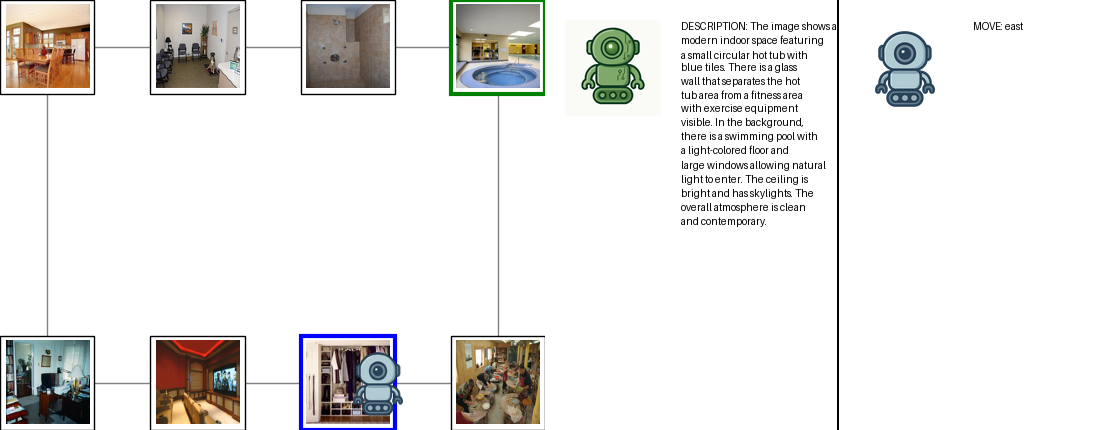 DESCRIPTION: The image shows a
modern indoor space featuring
a small circular hot tub with
blue tiles. There is a glass
wall that separates the hot
tub area from a fitness area
with exercise equipment
visible. In the background,
there is a swimming pool with
a light-colored floor and
large windows allowing natural
light to enter. The ceiling is
bright and has skylights. The
overall atmosphere is clean
and contemporary.
MOVE: east